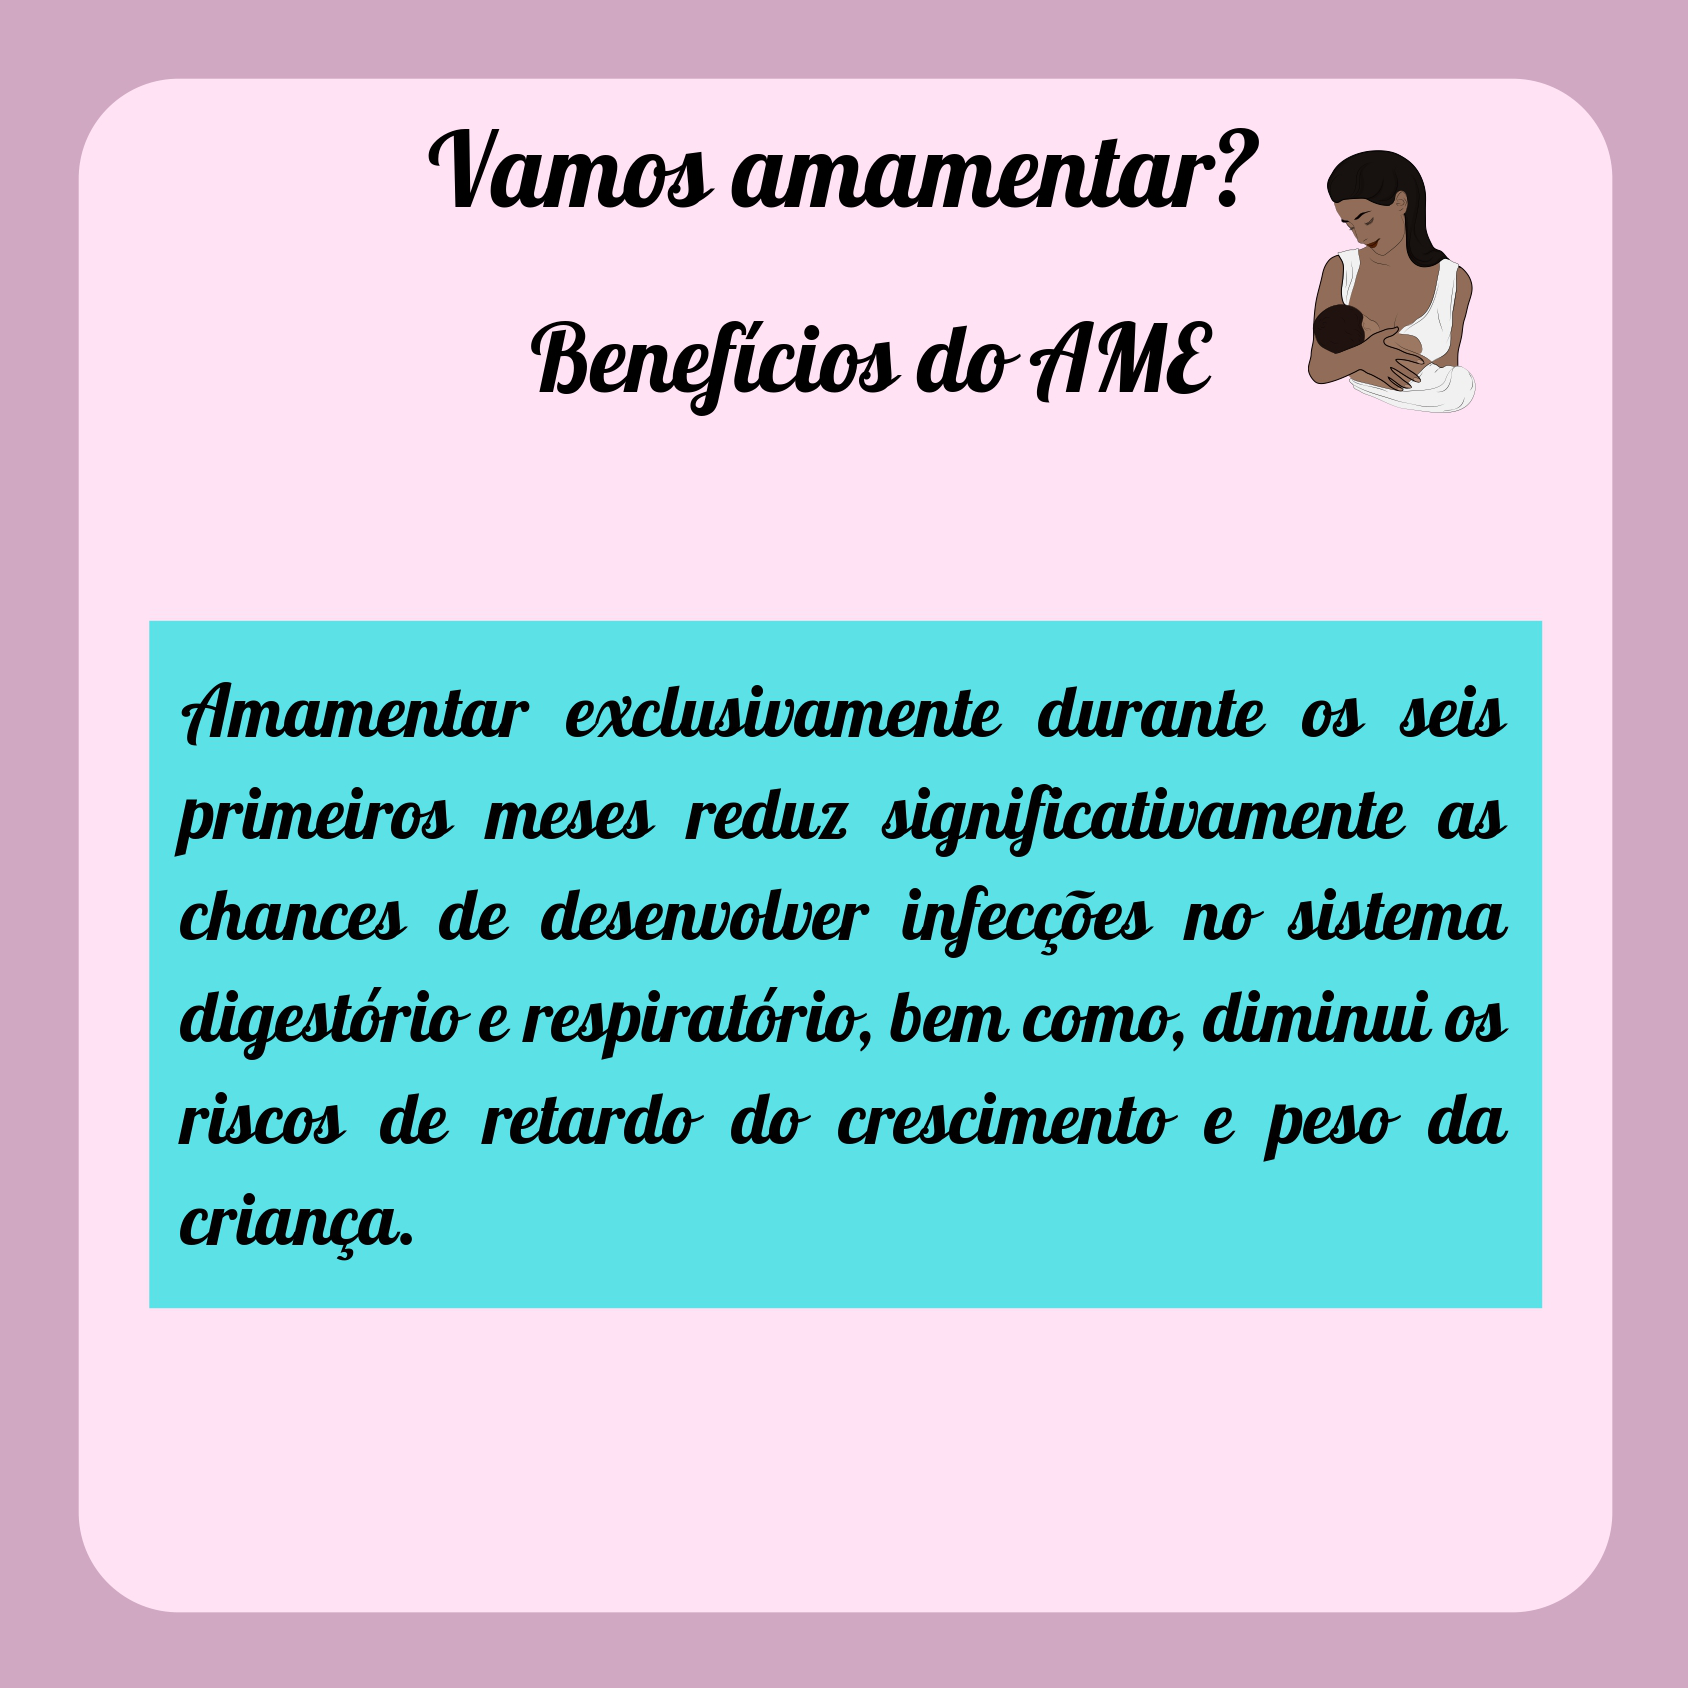 Vamos amamentar?
Benefícios do AME
Amamentar exclusivamente durante os seis
primeiros meses reduz significativamente as
chances de desenvolver infecções no sistema
digestório e respiratório, bem como, diminui os
riscos de retardo do crescimento e peso da
criança.